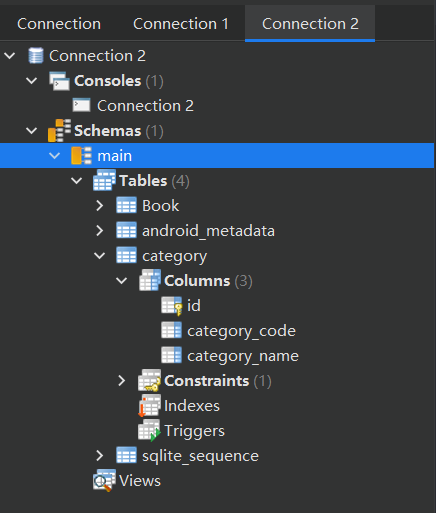 Connection Connection 1 Connection 2
Connection 2
Consoles (1)
Connection 2
Schemas (1)
main
Tables (4)
Book
android_metadata
category
Columns (3)
id
category_code
category_name
Constraints (1)
Indexes
Triggers
sqlite_sequence
Views